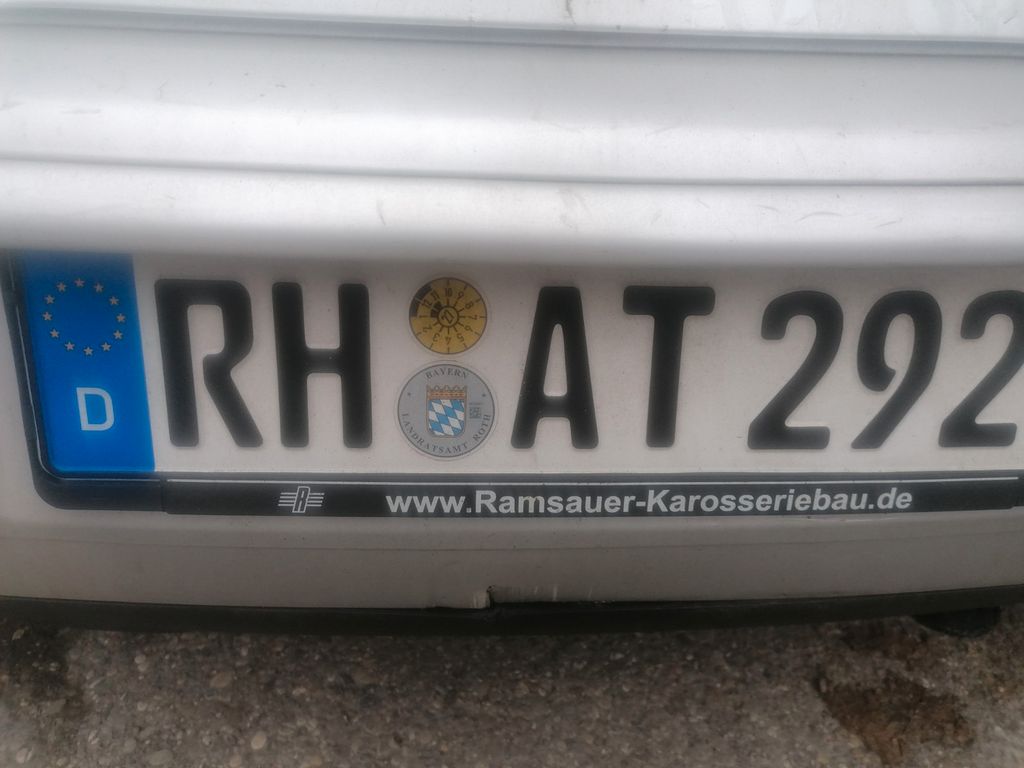 D RH AT 292
BAYERN
LANDRATSAMT ROTH
www.Ramsauer-Karosseriebau.de